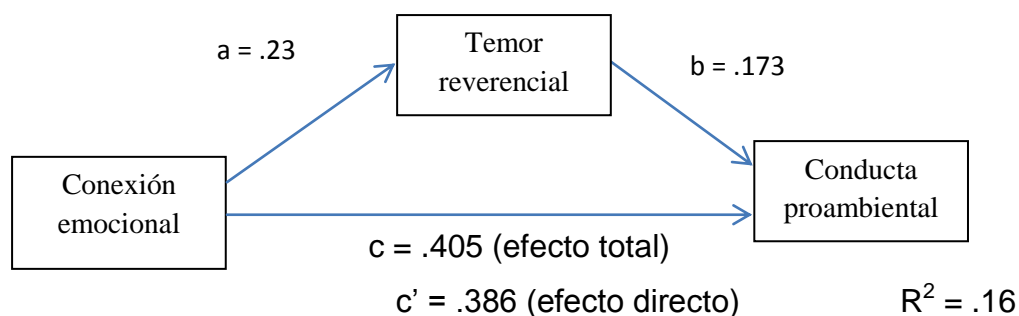 Temor
reverencial
a = .23
b = .173
Conexión
emocional
Conducta
proambiental
c = .405 (efecto total)
c’ = .386 (efecto directo)
R² = .16